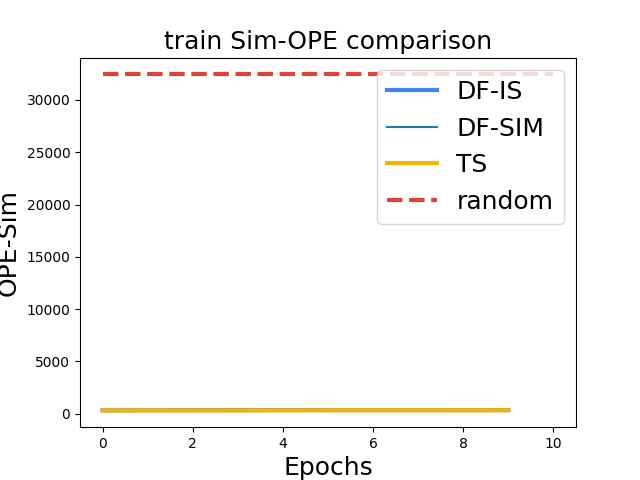 train Sim-OPE comparison
OPE-Sim
30000
25000
20000
15000
10000
5000
0
DF-IS
DF-SIM
TS
random
0 2 4 6 8 10
Epochs